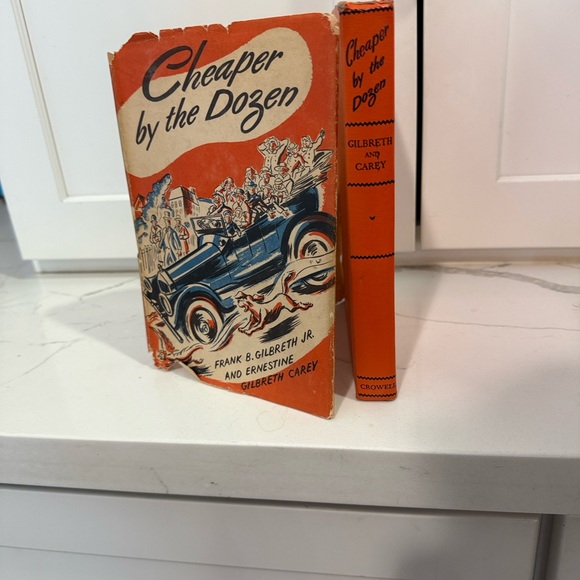 Cheaper
by the Dozen
FRANK B. GILBRETH JR.
AND ERNESTINE
GILBRETH CAREY
Cheaper
by the
Dozen
GILBRETH
AND
CAREY
CROWELL